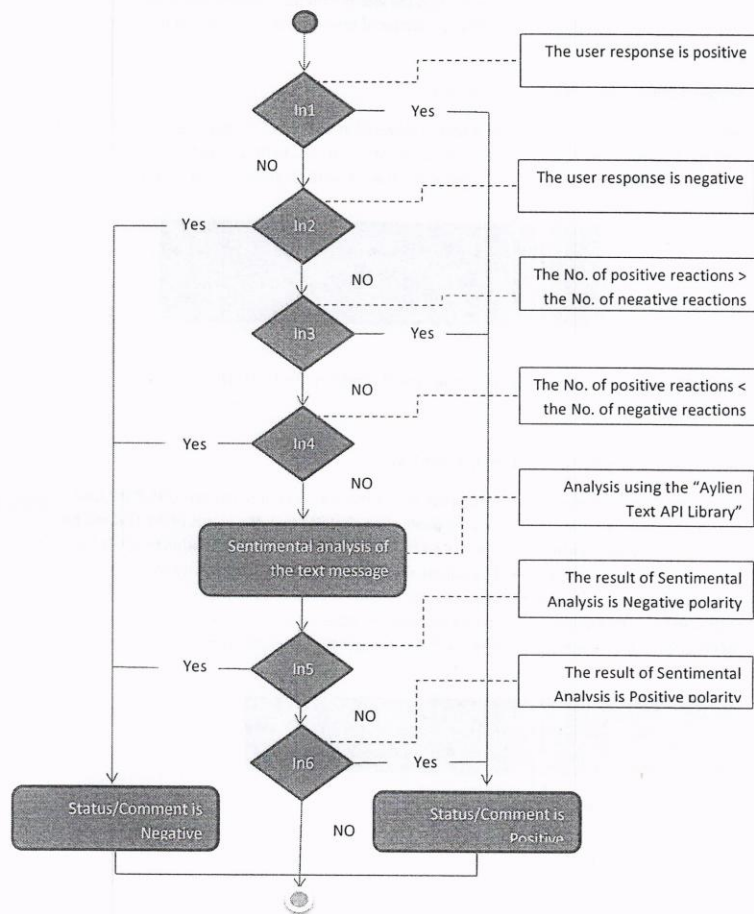 The user response is positive
In1
Yes
NO
The user response is negative
Yes
In2
NO
The No. of positive reactions >
the No. of negative reactions
In3
Yes
NO
The No. of positive reactions <
the No. of negative reactions
Yes
In4
NO
Analysis using the “Aylien
Text API Library”
Sentimental analysis of
the text message
The result of Sentimental
Analysis is Negative polarity
Yes
In5
NO
The result of Sentimental
Analysis is Positive polarity
In6
Yes
NO
Status/Comment is
Negative
Status/Comment is
Positive